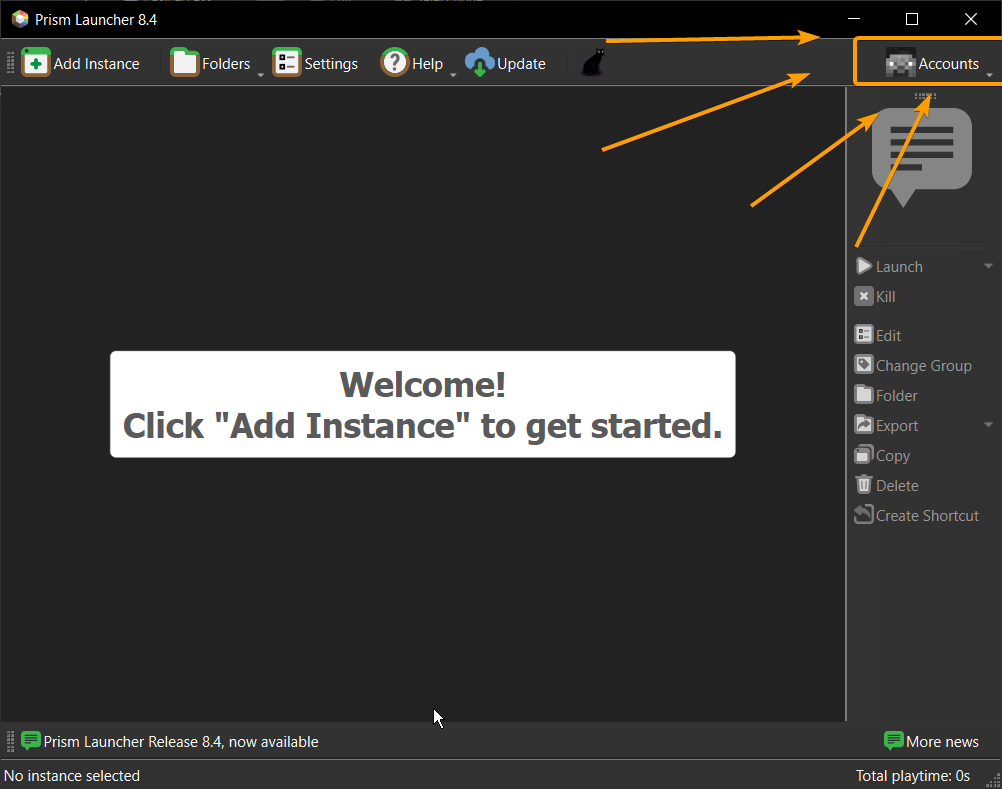 Prism Launcher 8.4
Add Instance
Folders
Settings
Help
Update
Accounts
Launch
Kill
Edit
Change Group
Folder
Export
Copy
Delete
Create Shortcut
Welcome!
Click "Add Instance" to get started.
Prism Launcher Release 8.4, now available
More news
No instance selected
Total playtime: 0s